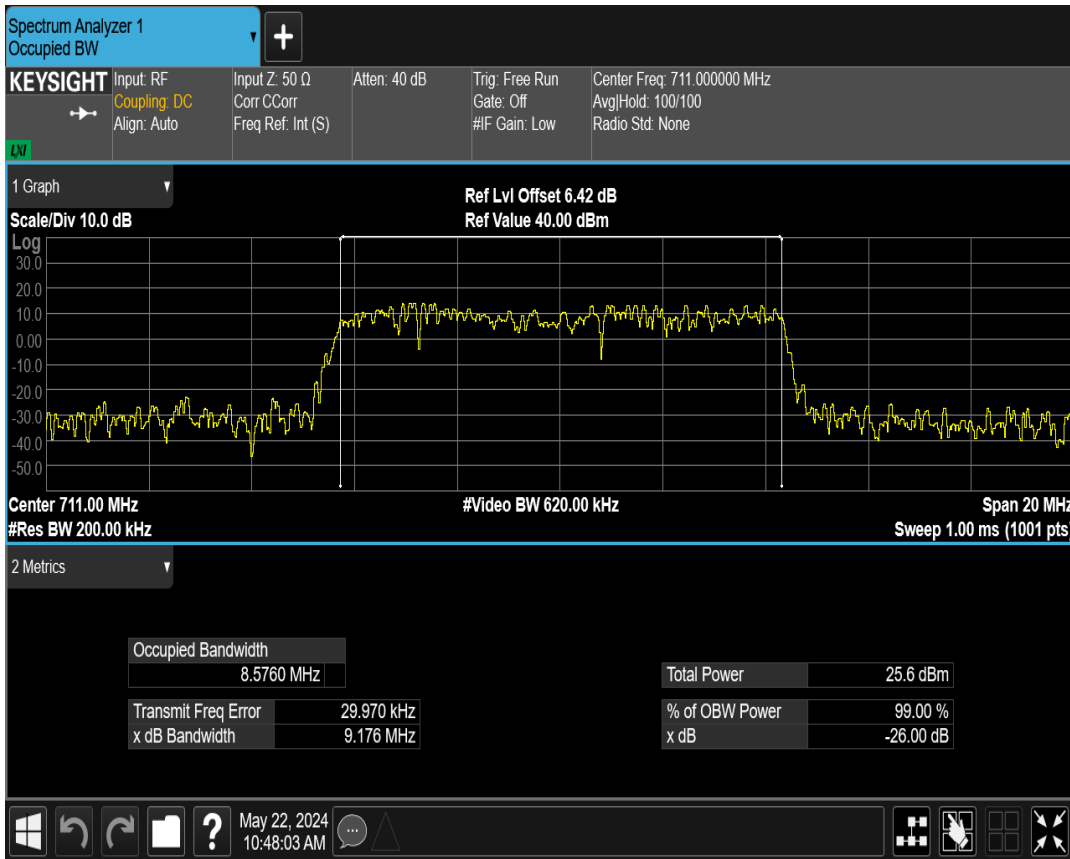 Spectrum Analyzer 1
Occupied BW
+
KEYSIGHT
LXI
Input: RF
Coupling: DC
Align: Auto
Input Z: 50 Ω
Corr CCorr
Freq Ref: Int (S)
Atten: 40 dB
Trig: Free Run
Gate: Off
#IF Gain: Low
Center Freq: 711.000000 MHz
Avg|Hold: 100/100
Radio Std: None
1 Graph
Scale/Div 10.0 dB
Ref Lvl Offset 6.42 dB
Ref Value 40.00 dBm
Log
30.0
20.0
10.0
0.00
-10.0
-20.0
-30.0
-40.0
-50.0
Center 711.00 MHz
#Video BW 620.00 kHz
Span 20 MHz
#Res BW 200.00 kHz
Sweep 1.00 ms (1001 pts)
2 Metrics
Occupied Bandwidth
8.5760 MHz
Total Power 25.6 dBm
Transmit Freq Error 29.970 kHz
% of OBW Power 99.00 %
x dB Bandwidth 9.176 MHz
x dB -26.00 dB
?
May 22, 2024
10:48:03 AM